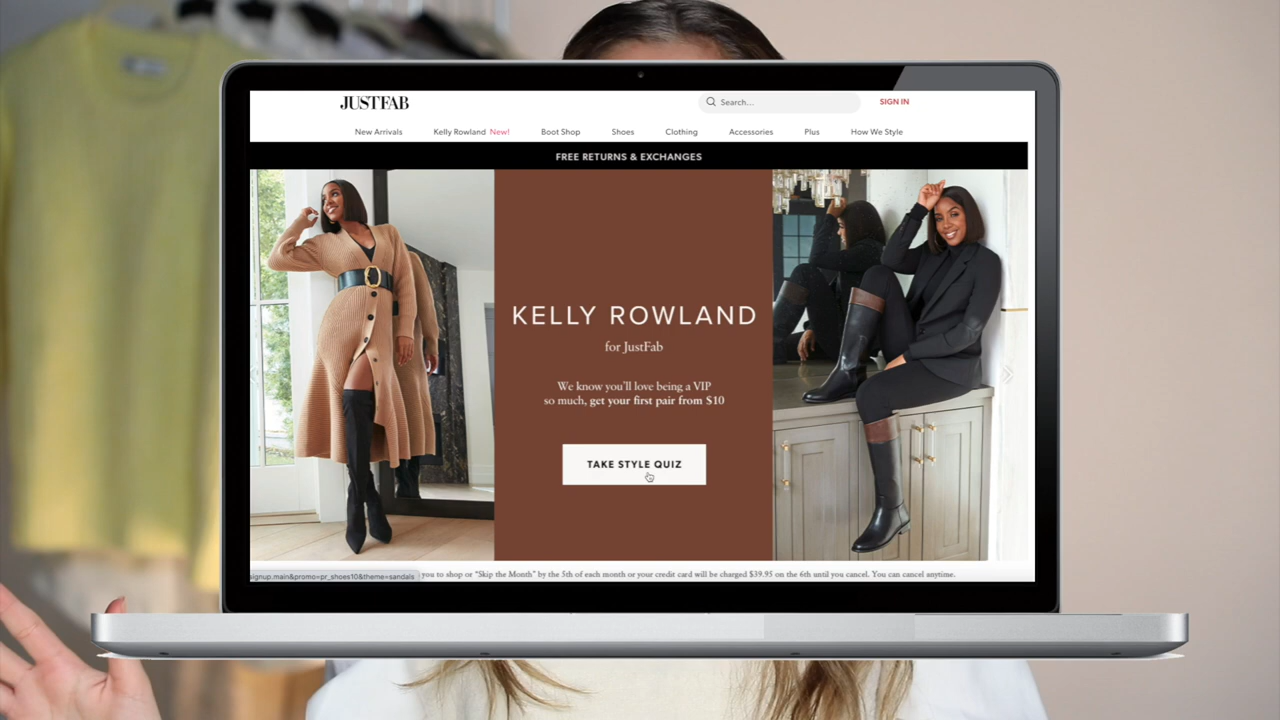 JUSTFAB
Search...
SIGN IN
New Arrivals
Kelly Rowland New!
Boot Shop
Shoes
Clothing
Accessories
Plus
How We Style
FREE RETURNS & EXCHANGES
KELLY ROWLAND
for JustFab
We know you'll love being a VIP
so much, get your first pair from $10
TAKE STYLE QUIZ
signup.main&promo=pr_shoes10&theme=sandals
you to shop or "Skip the Month" by the 5th of each month or your credit card will be charged $39.95 on the 6th until you cancel. You can cancel anytime.